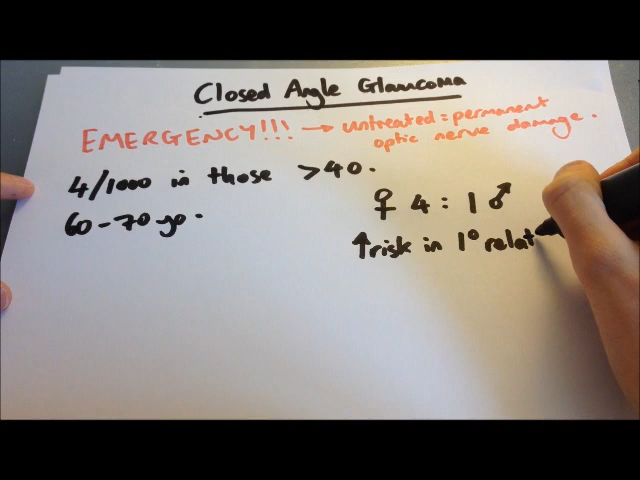 Closed Angle Glaucoma
EMERGENCY!!! → untreated = permanent
optic nerve damage.
4/1000 in those >40.
60-70 yo.
♀ 4 : 1 ♂
↑risk in 1° relat